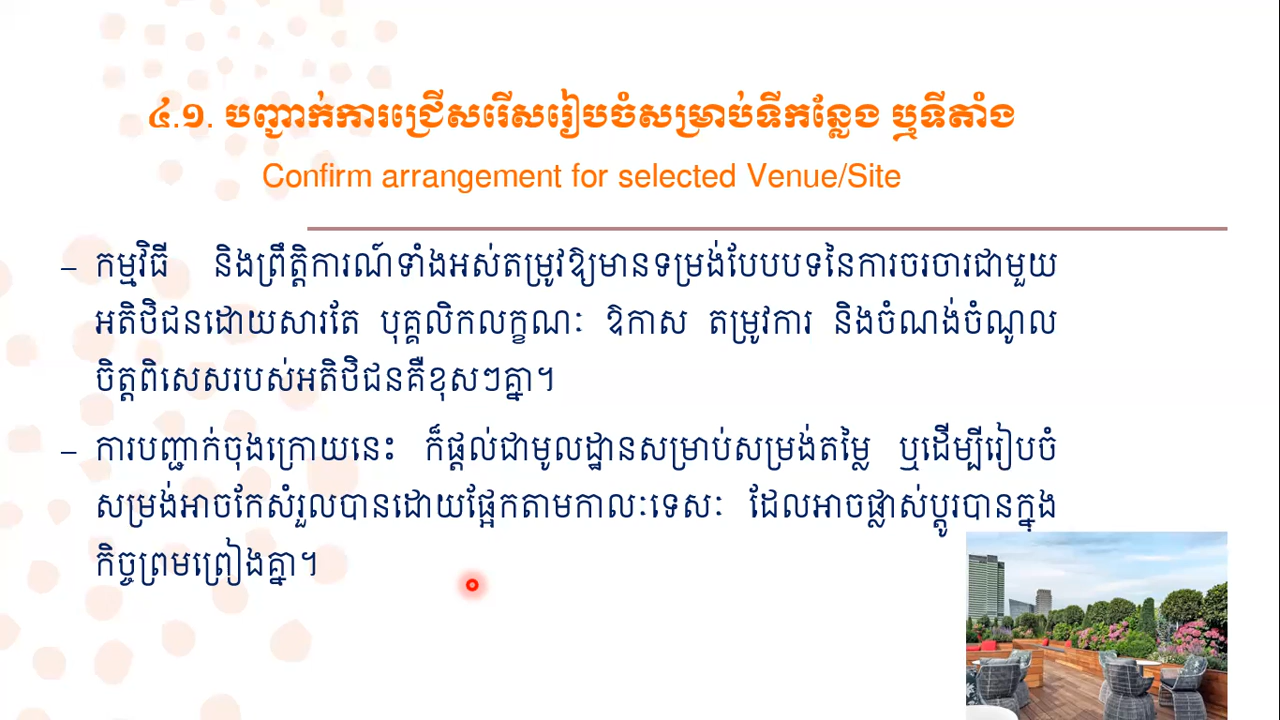 ៤.១. បញ្ជាក់ការជ្រើសរើសរៀបចំសម្រាប់ទីកន្លែង ឬទីតាំង
Confirm arrangement for selected Venue/Site
– កម្មវិធី និងព្រឹត្តិការណ៍ទាំងអស់តម្រូវឱ្យមានទម្រង់បែបបទនៃការចរចារជាមួយ
អតិថិជនដោយសារតែ បុគ្គលិកលក្ខណៈ ឱកាស តម្រូវការ និងចំណង់ចំណូល
ចិត្តពិសេសរបស់អតិថិជនគឺខុសៗគ្នា។
– ការបញ្ជាក់ចុងក្រោយនេះ ក៏ផ្តល់ជាមូលដ្ឋានសម្រាប់សម្រង់តម្លៃ ឬដើម្បីរៀបចំ
សម្រង់អាចកែសំរួលបានដោយផ្អែកតាមកាលៈទេសៈ ដែលអាចផ្លាស់ប្តូរបានក្នុង
កិច្ចព្រមព្រៀងគ្នា។